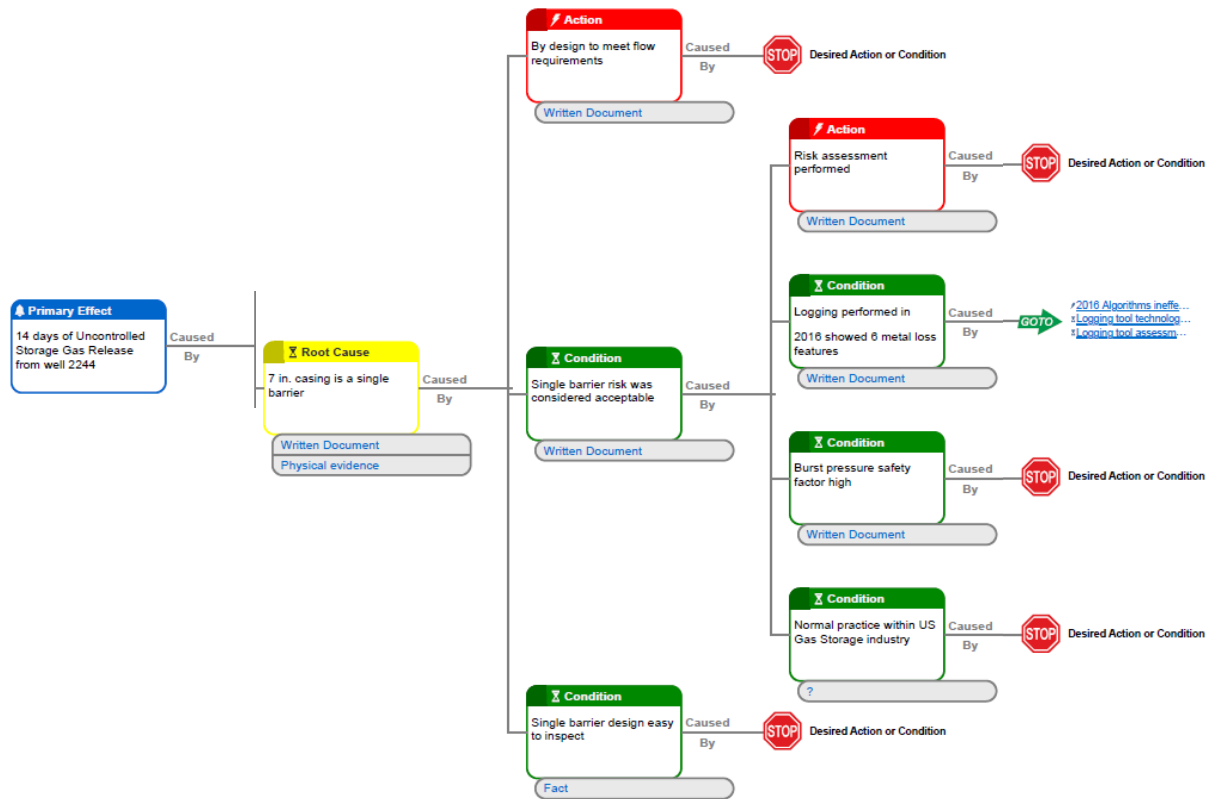 Primary Effect
14 days of Uncontrolled
Storage Gas Release
from well 2244
Caused
By
Root Cause
7 in. casing is a single
barrier
Written Document
Physical evidence
Caused
By
Action
By design to meet flow
requirements
Written Document
Caused
By
STOP
Desired Action or Condition
Condition
Single barrier risk was
considered acceptable
Written Document
Caused
By
Action
Risk assessment
performed
Written Document
Caused
By
STOP
Desired Action or Condition
Condition
Logging performed in
2016 showed 6 metal loss
features
Written Document
Caused
By
GOTO
2016 Algorithms ineffe...
Logging tool technolog...
Logging tool assessm...
Condition
Burst pressure safety
factor high
Written Document
Caused
By
STOP
Desired Action or Condition
Condition
Normal practice within US
Gas Storage industry
?
Caused
By
STOP
Desired Action or Condition
Condition
Single barrier design easy
to inspect
Fact
Caused
By
STOP
Desired Action or Condition